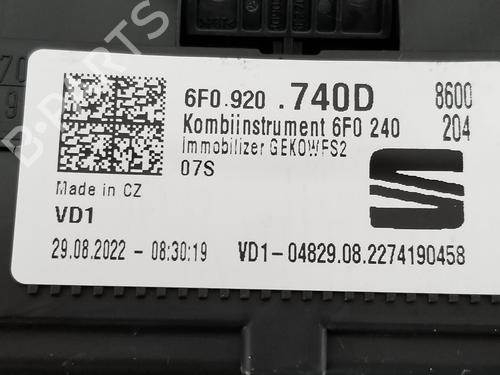 6F0.920 .740D 8600
Kombiinstrument 6F0 240 204
Immobilizer GEKOWFS2
07S
Made in CZ
VD1
29.08.2022 - 08:30:19 VD1-04829.08.2274190458
B-PARTS